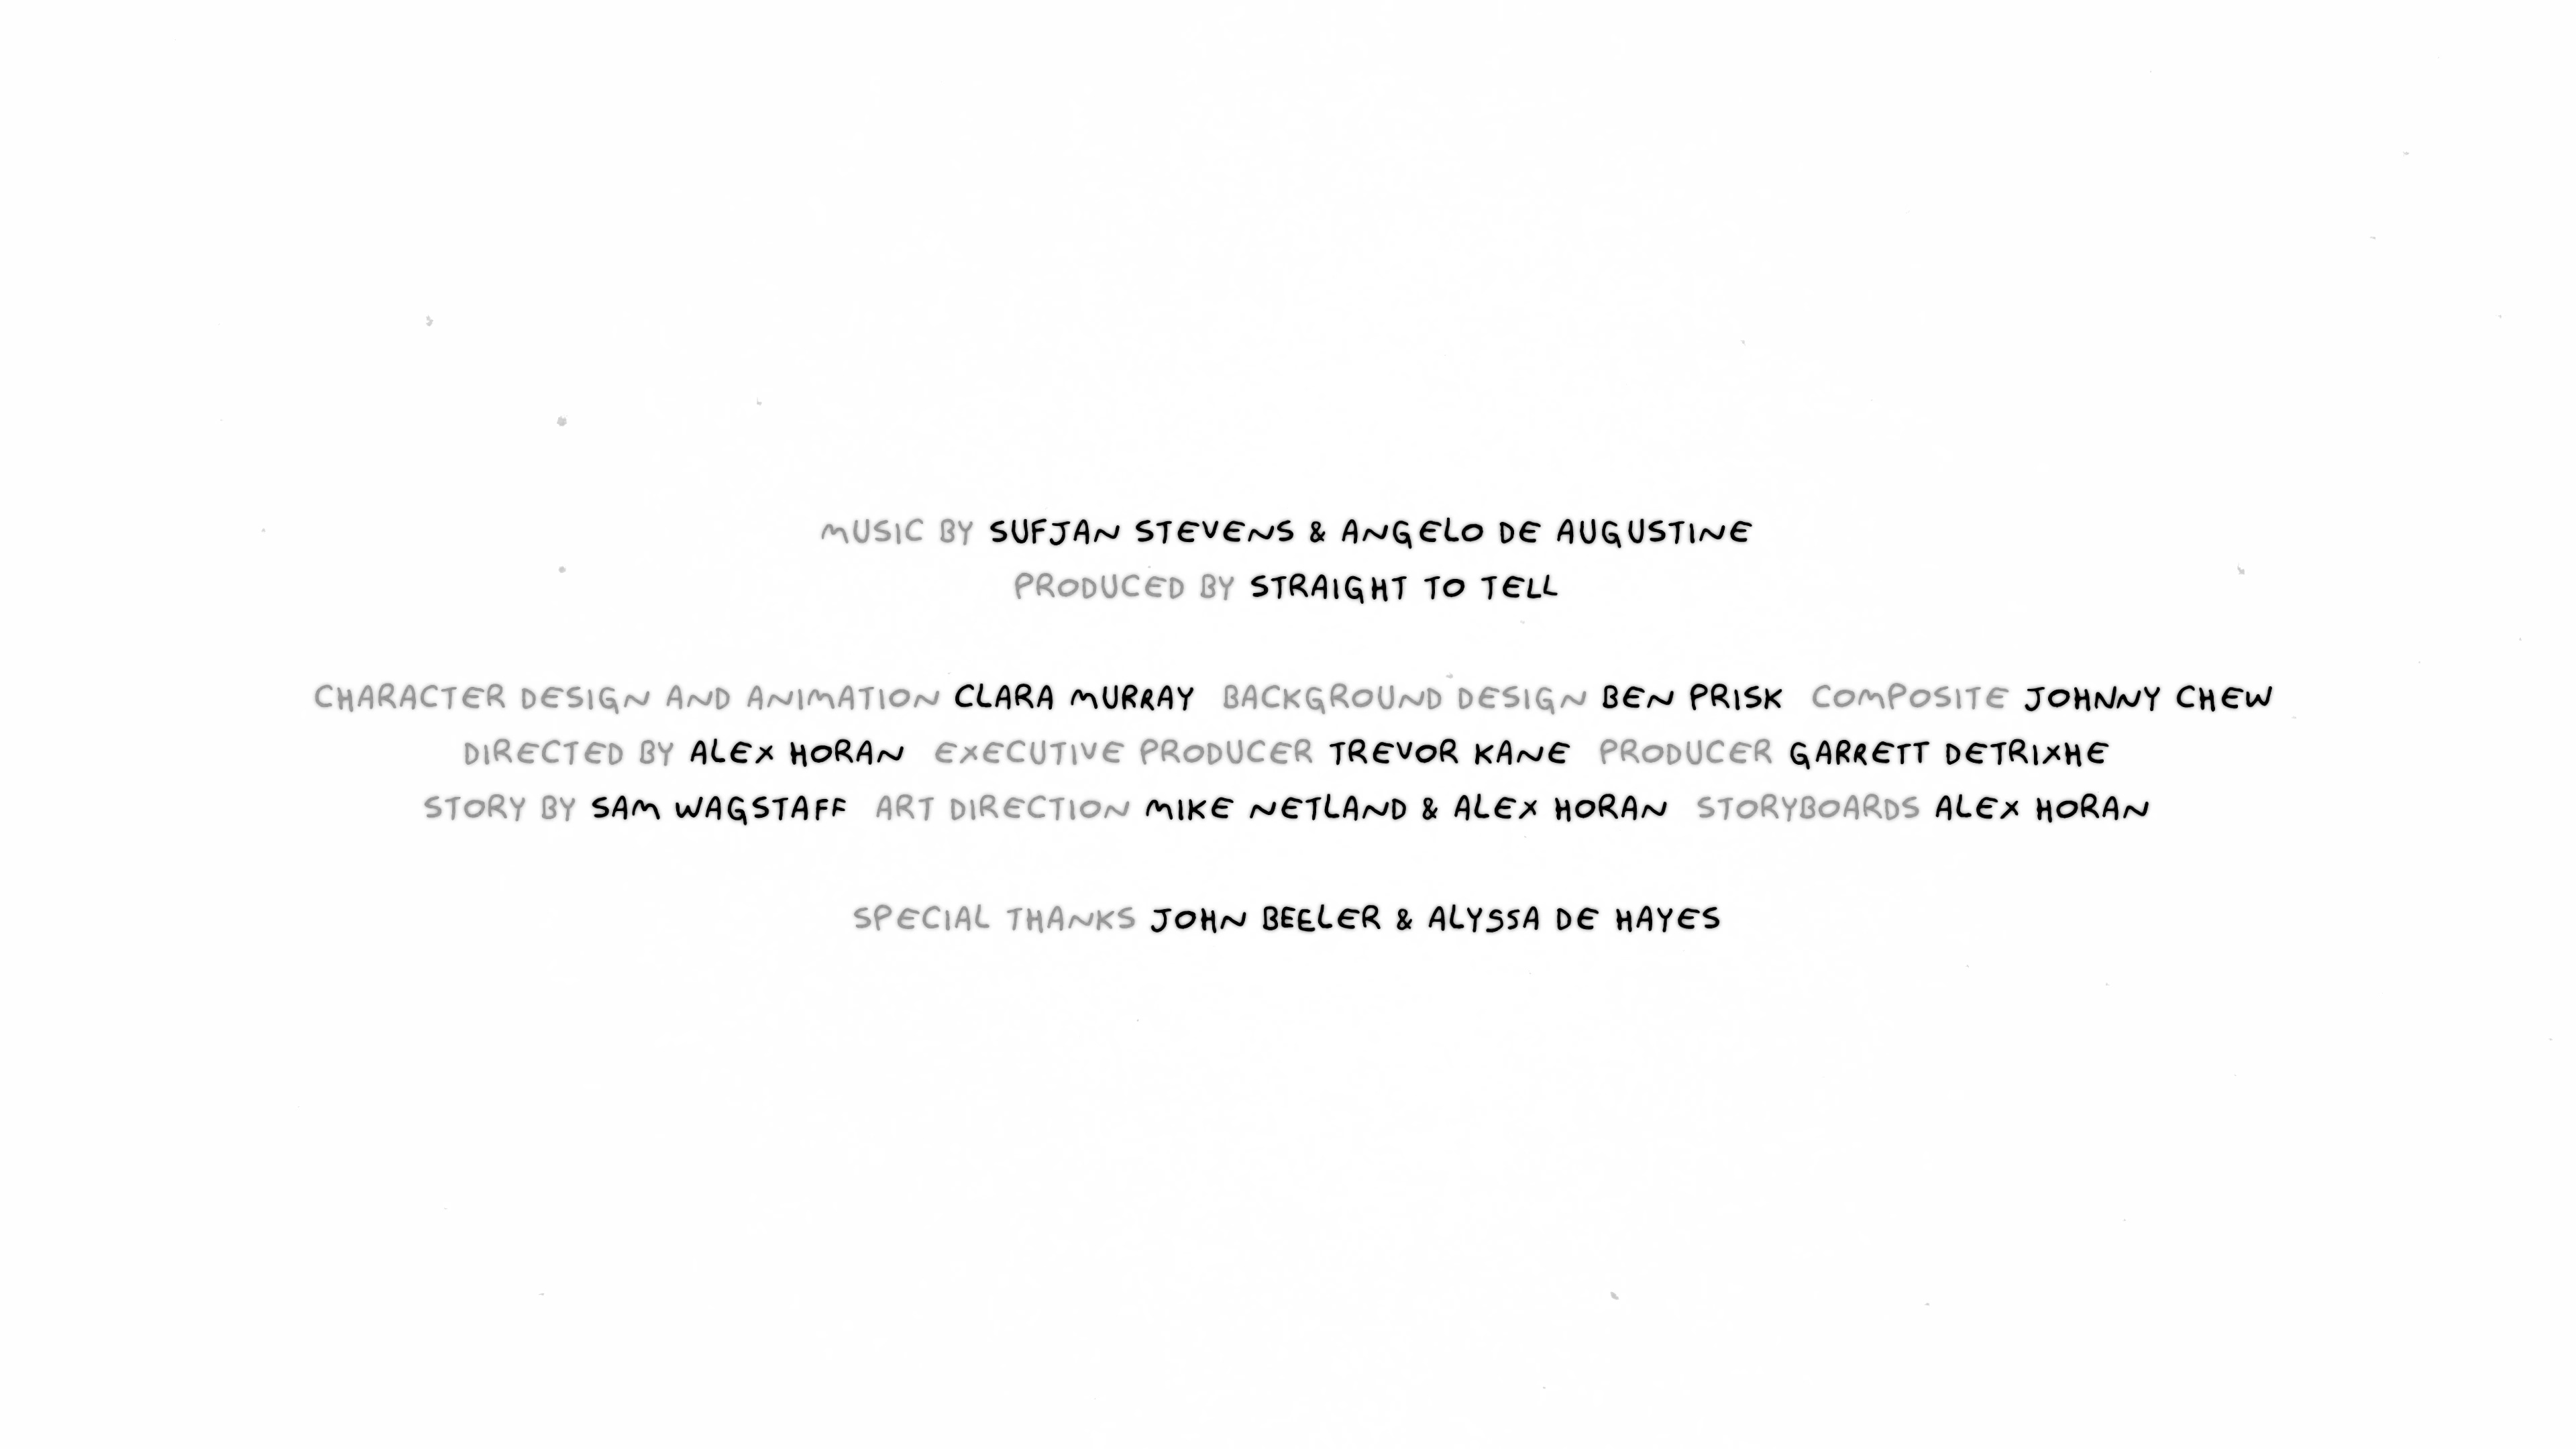 MUSIC BY SUFJAN STEVENS & ANGELO DE AUGUSTINE
PRODUCED BY STRAIGHT TO TELL
CHARACTER DESIGN AND ANIMATION CLARA MURRAY BACKGROUND DESIGN BEN PRISK COMPOSITE JOHNNY CHEW
DIRECTED BY ALEX HORAN EXECUTIVE PRODUCER TREVOR KANE PRODUCER GARRETT DETRIXHE
STORY BY SAM WAGSTAFF ART DIRECTION MIKE NETLAND & ALEX HORAN STORYBOARDS ALEX HORAN
SPECIAL THANKS JOHN BEELER & ALYSSA DE HAYES